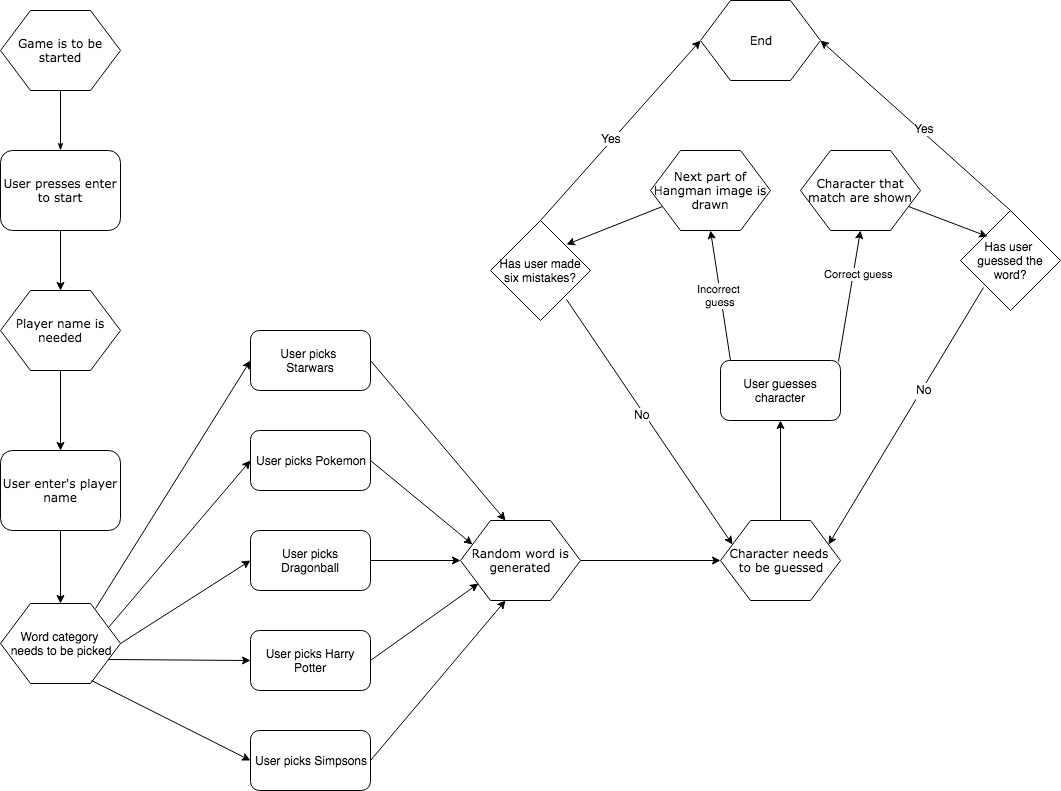 Game is to be
started
User presses enter
to start
Player name is
needed
User enter's player
name
Word category
needs to be picked
User picks
Starwars
User picks Pokemon
User picks
Dragonball
User picks Harry
Potter
User picks Simpsons
Random word is
generated
Character needs
to be guessed
User guesses
character
Incorrect
guess
Correct guess
Next part of
Hangman image is
drawn
Character that
match are shown
Has user made
six mistakes?
Has user
guessed the
word?
No
No
Yes
Yes
End